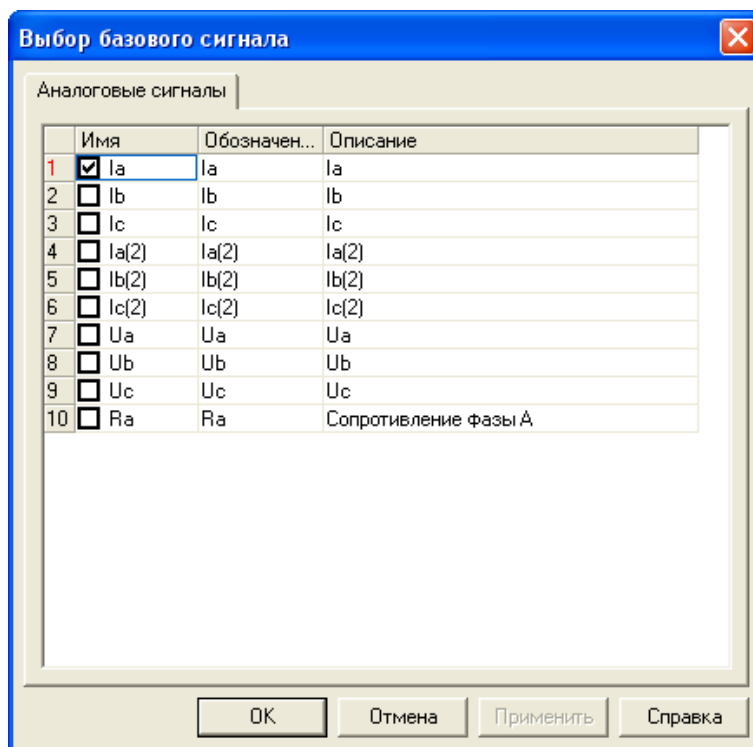 Выбор базового сигнала
Аналоговые сигналы
Имя Обозначен... Описание
1 Ia Ia Ia
2 Ib Ib Ib
3 Ic Ic Ic
4 Ia(2) Ia(2) Ia(2)
5 Ib(2) Ib(2) Ib(2)
6 Ic(2) Ic(2) Ic(2)
7 Ua Ua Ua
8 Ub Ub Ub
9 Uc Uc Uc
10 Ra Ra Сопротивление фазы А
OK Отмена Применить Справка